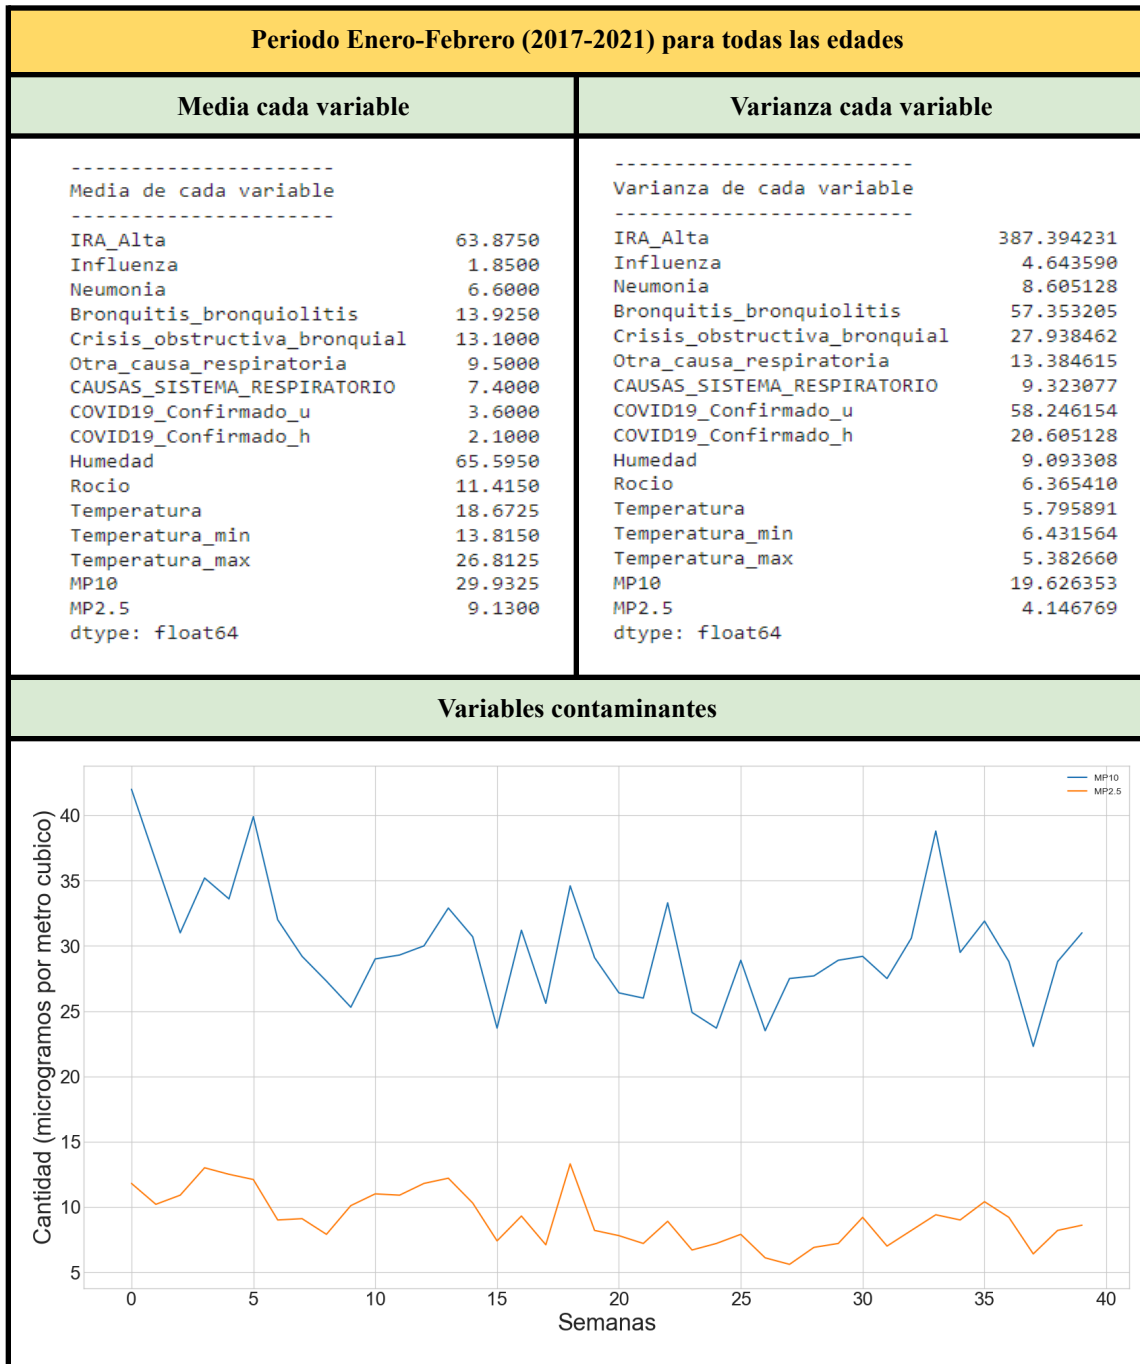 Periodo Enero-Febrero (2017-2021) para todas las edades
Media cada variable
Varianza cada variable
----------------------
Media de cada variable
----------------------
IRA_Alta 63.8750
Influenza 1.8500
Neumonia 6.6000
Bronquitis_bronquiolitis 13.9250
Crisis_obstructiva_bronquial 13.1000
Otra_causa_respiratoria 9.5000
CAUSAS_SISTEMA_RESPIRATORIO 7.4000
COVID19_Confirmado_u 3.6000
COVID19_Confirmado_h 2.1000
Humedad 65.5950
Rocio 11.4150
Temperatura 18.6725
Temperatura_min 13.8150
Temperatura_max 26.8125
MP10 29.9325
MP2.5 9.1300
dtype: float64
-------------------------
Varianza de cada variable
-------------------------
IRA_Alta 387.394231
Influenza 4.643590
Neumonia 8.605128
Bronquitis_bronquiolitis 57.353205
Crisis_obstructiva_bronquial 27.938462
Otra_causa_respiratoria 13.384615
CAUSAS_SISTEMA_RESPIRATORIO 9.323077
COVID19_Confirmado_u 58.246154
COVID19_Confirmado_h 20.605128
Humedad 9.093308
Rocio 6.365410
Temperatura 5.795891
Temperatura_min 6.431564
Temperatura_max 5.382660
MP10 19.626353
MP2.5 4.146769
dtype: float64
Variables contaminantes
MP10
MP2.5
Cantidad (microgramos por metro cubico)
40
35
30
25
20
15
10
5
0 5 10 15 20 25 30 35 40
Semanas